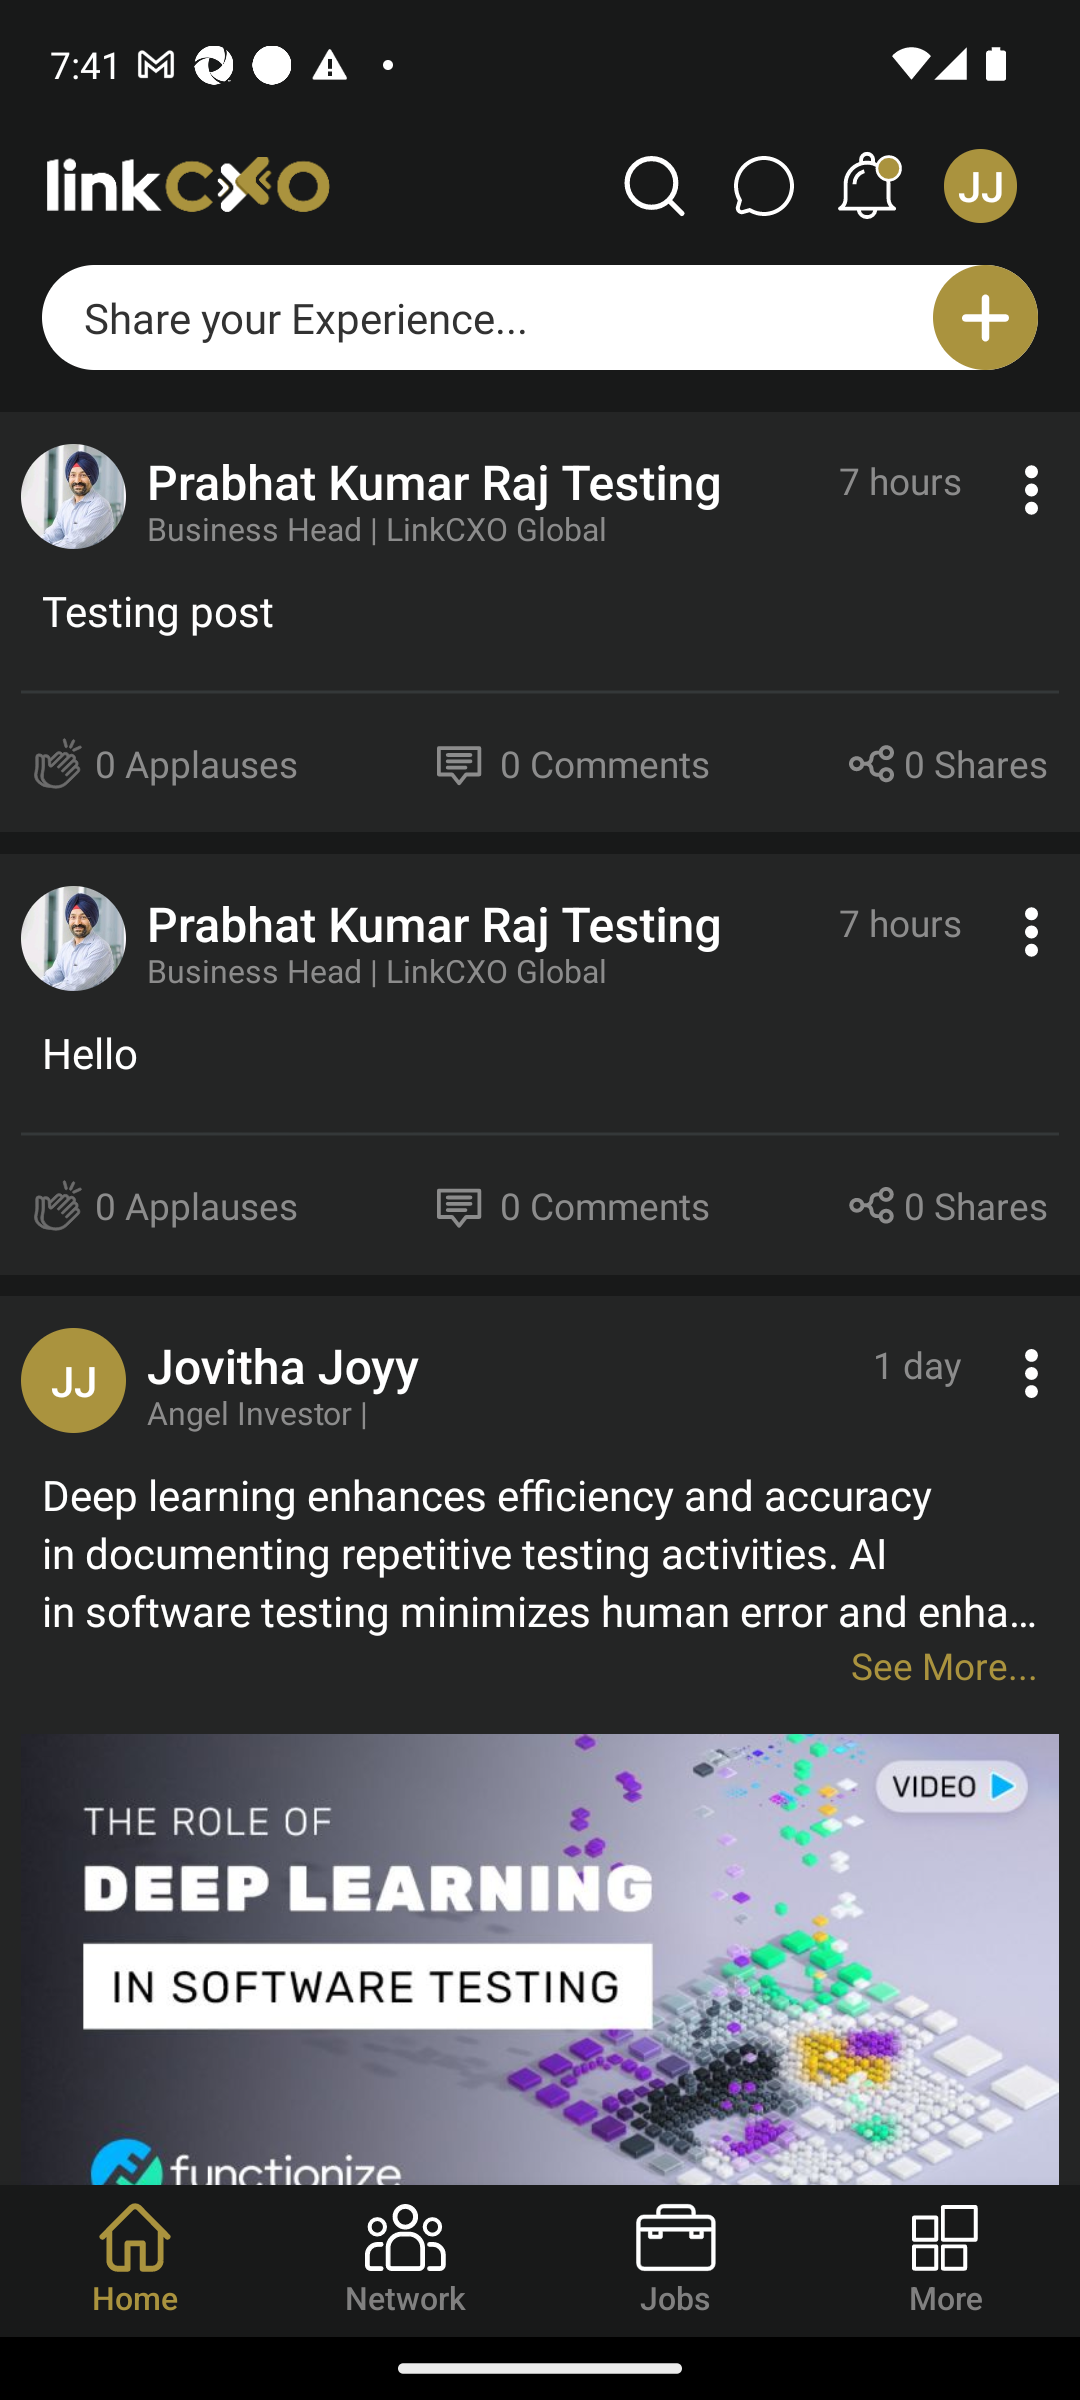 7:41
linkCXO
JJ
Share your Experience...
Prabhat Kumar Raj Testing
7 hours
Business Head | LinkCXO Global
Testing post
0 Applauses
0 Comments
0 Shares
Prabhat Kumar Raj Testing
7 hours
Business Head | LinkCXO Global
Hello
0 Applauses
0 Comments
0 Shares
JJ
Jovitha Joyy
1 day
Angel Investor |
Deep learning enhances efficiency and accuracy
in documenting repetitive testing activities. AI
in software testing minimizes human error and enha...
See More...
VIDEO
THE ROLE OF
DEEP LEARNING
IN SOFTWARE TESTING
functionize
Home
Network
Jobs
More